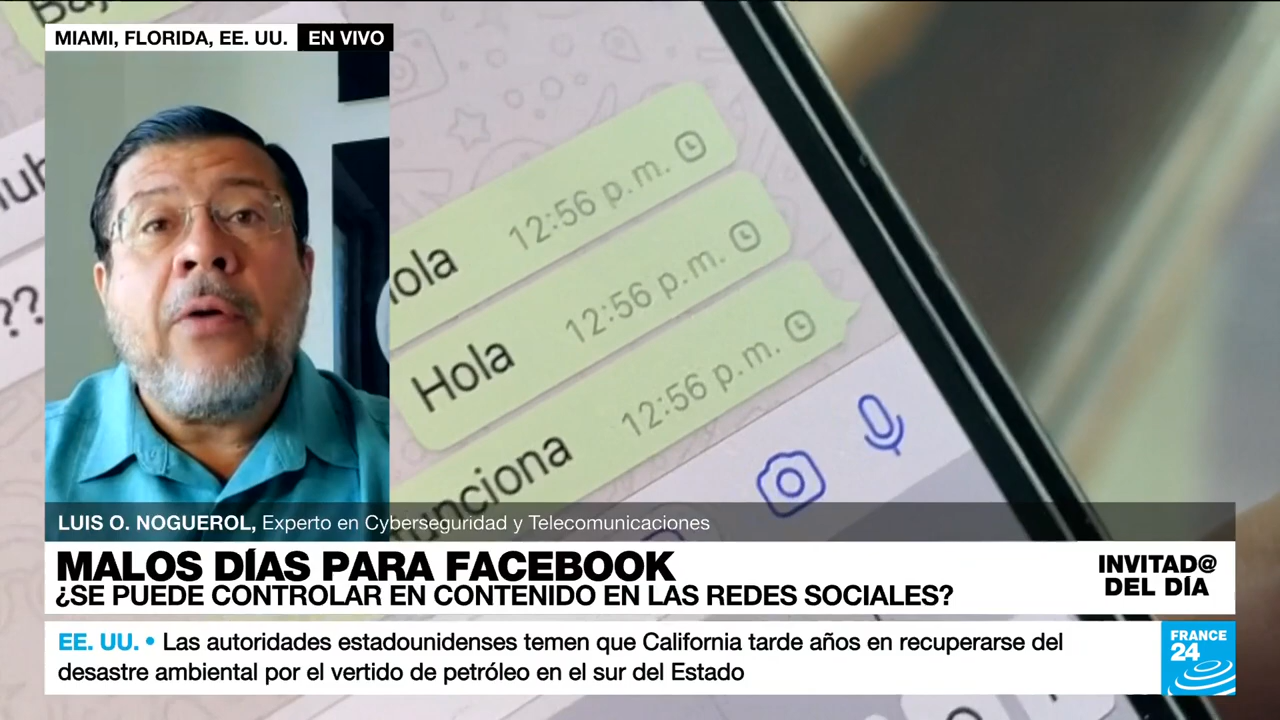 MIAMI, FLORIDA, EE. UU. EN VIVO
??
Hola 12:56 p. m.
Hola 12:56 p. m.
funciona 12:56 p. m.
LUIS O. NOGUEROL, Experto en Cyberseguridad y Telecomunicaciones
MALOS DÍAS PARA FACEBOOK
¿SE PUEDE CONTROLAR EN CONTENIDO EN LAS REDES SOCIALES?
INVITAD@
DEL DÍA
EE. UU. • Las autoridades estadounidenses temen que California tarde años en recuperarse del
desastre ambiental por el vertido de petróleo en el sur del Estado
FRANCE
24